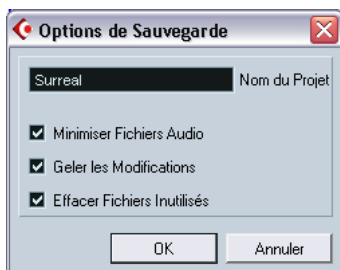 Options de Sauvegarde
Surreal Nom du Projet
Minimiser Fichiers Audio
Geler les Modifications
Effacer Fichiers Inutilisés
OK Annuler